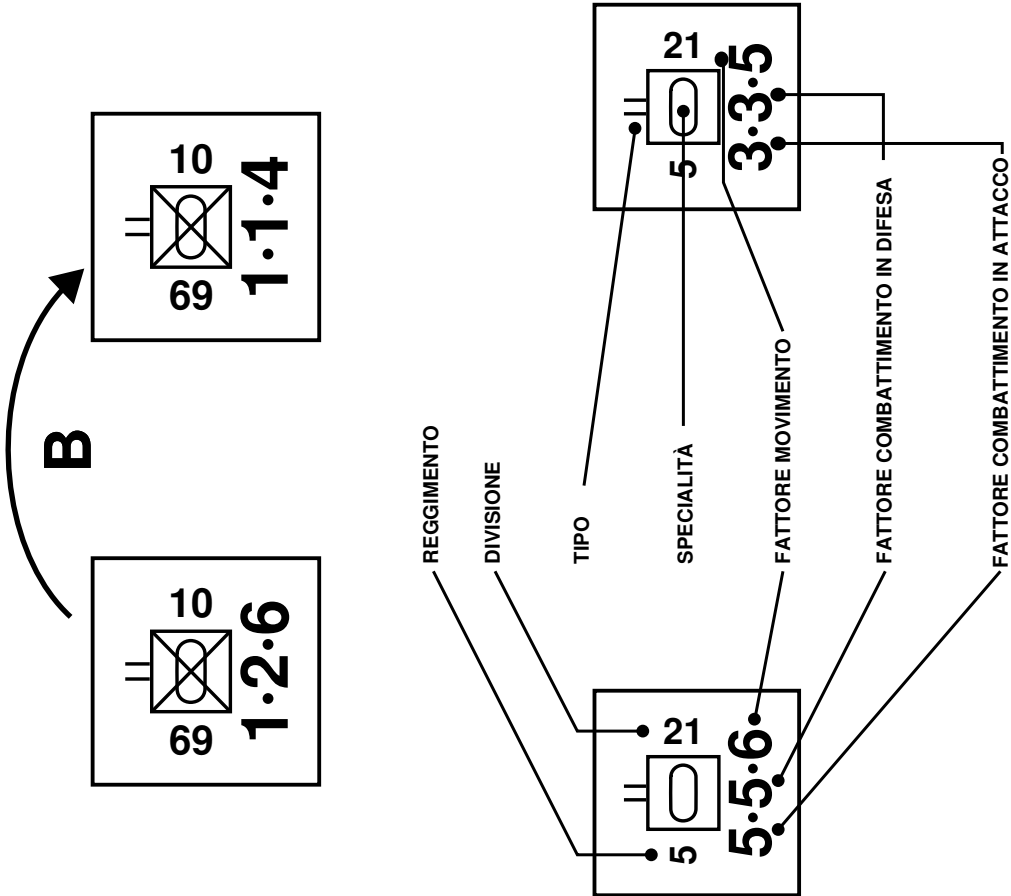 B
10
69
1·2·6
10
69
1·1·4
REGGIMENTO
DIVISIONE
TIPO
SPECIALITÀ
FATTORE MOVIMENTO
FATTORE COMBATTIMENTO IN DIFESA
FATTORE COMBATTIMENTO IN ATTACCO
21
5
5·5·6
21
5
3·3·5